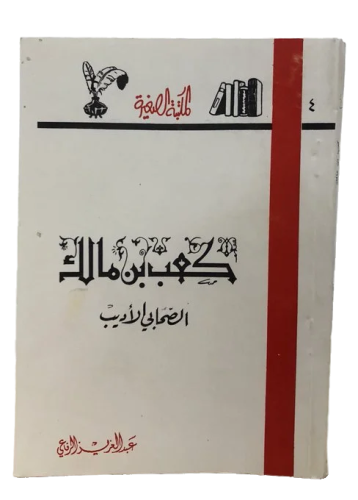 المكتبة الصغيرة
٤
كعب بن مالك
الصحابي الأديب
عبد العزيز الرفاعي